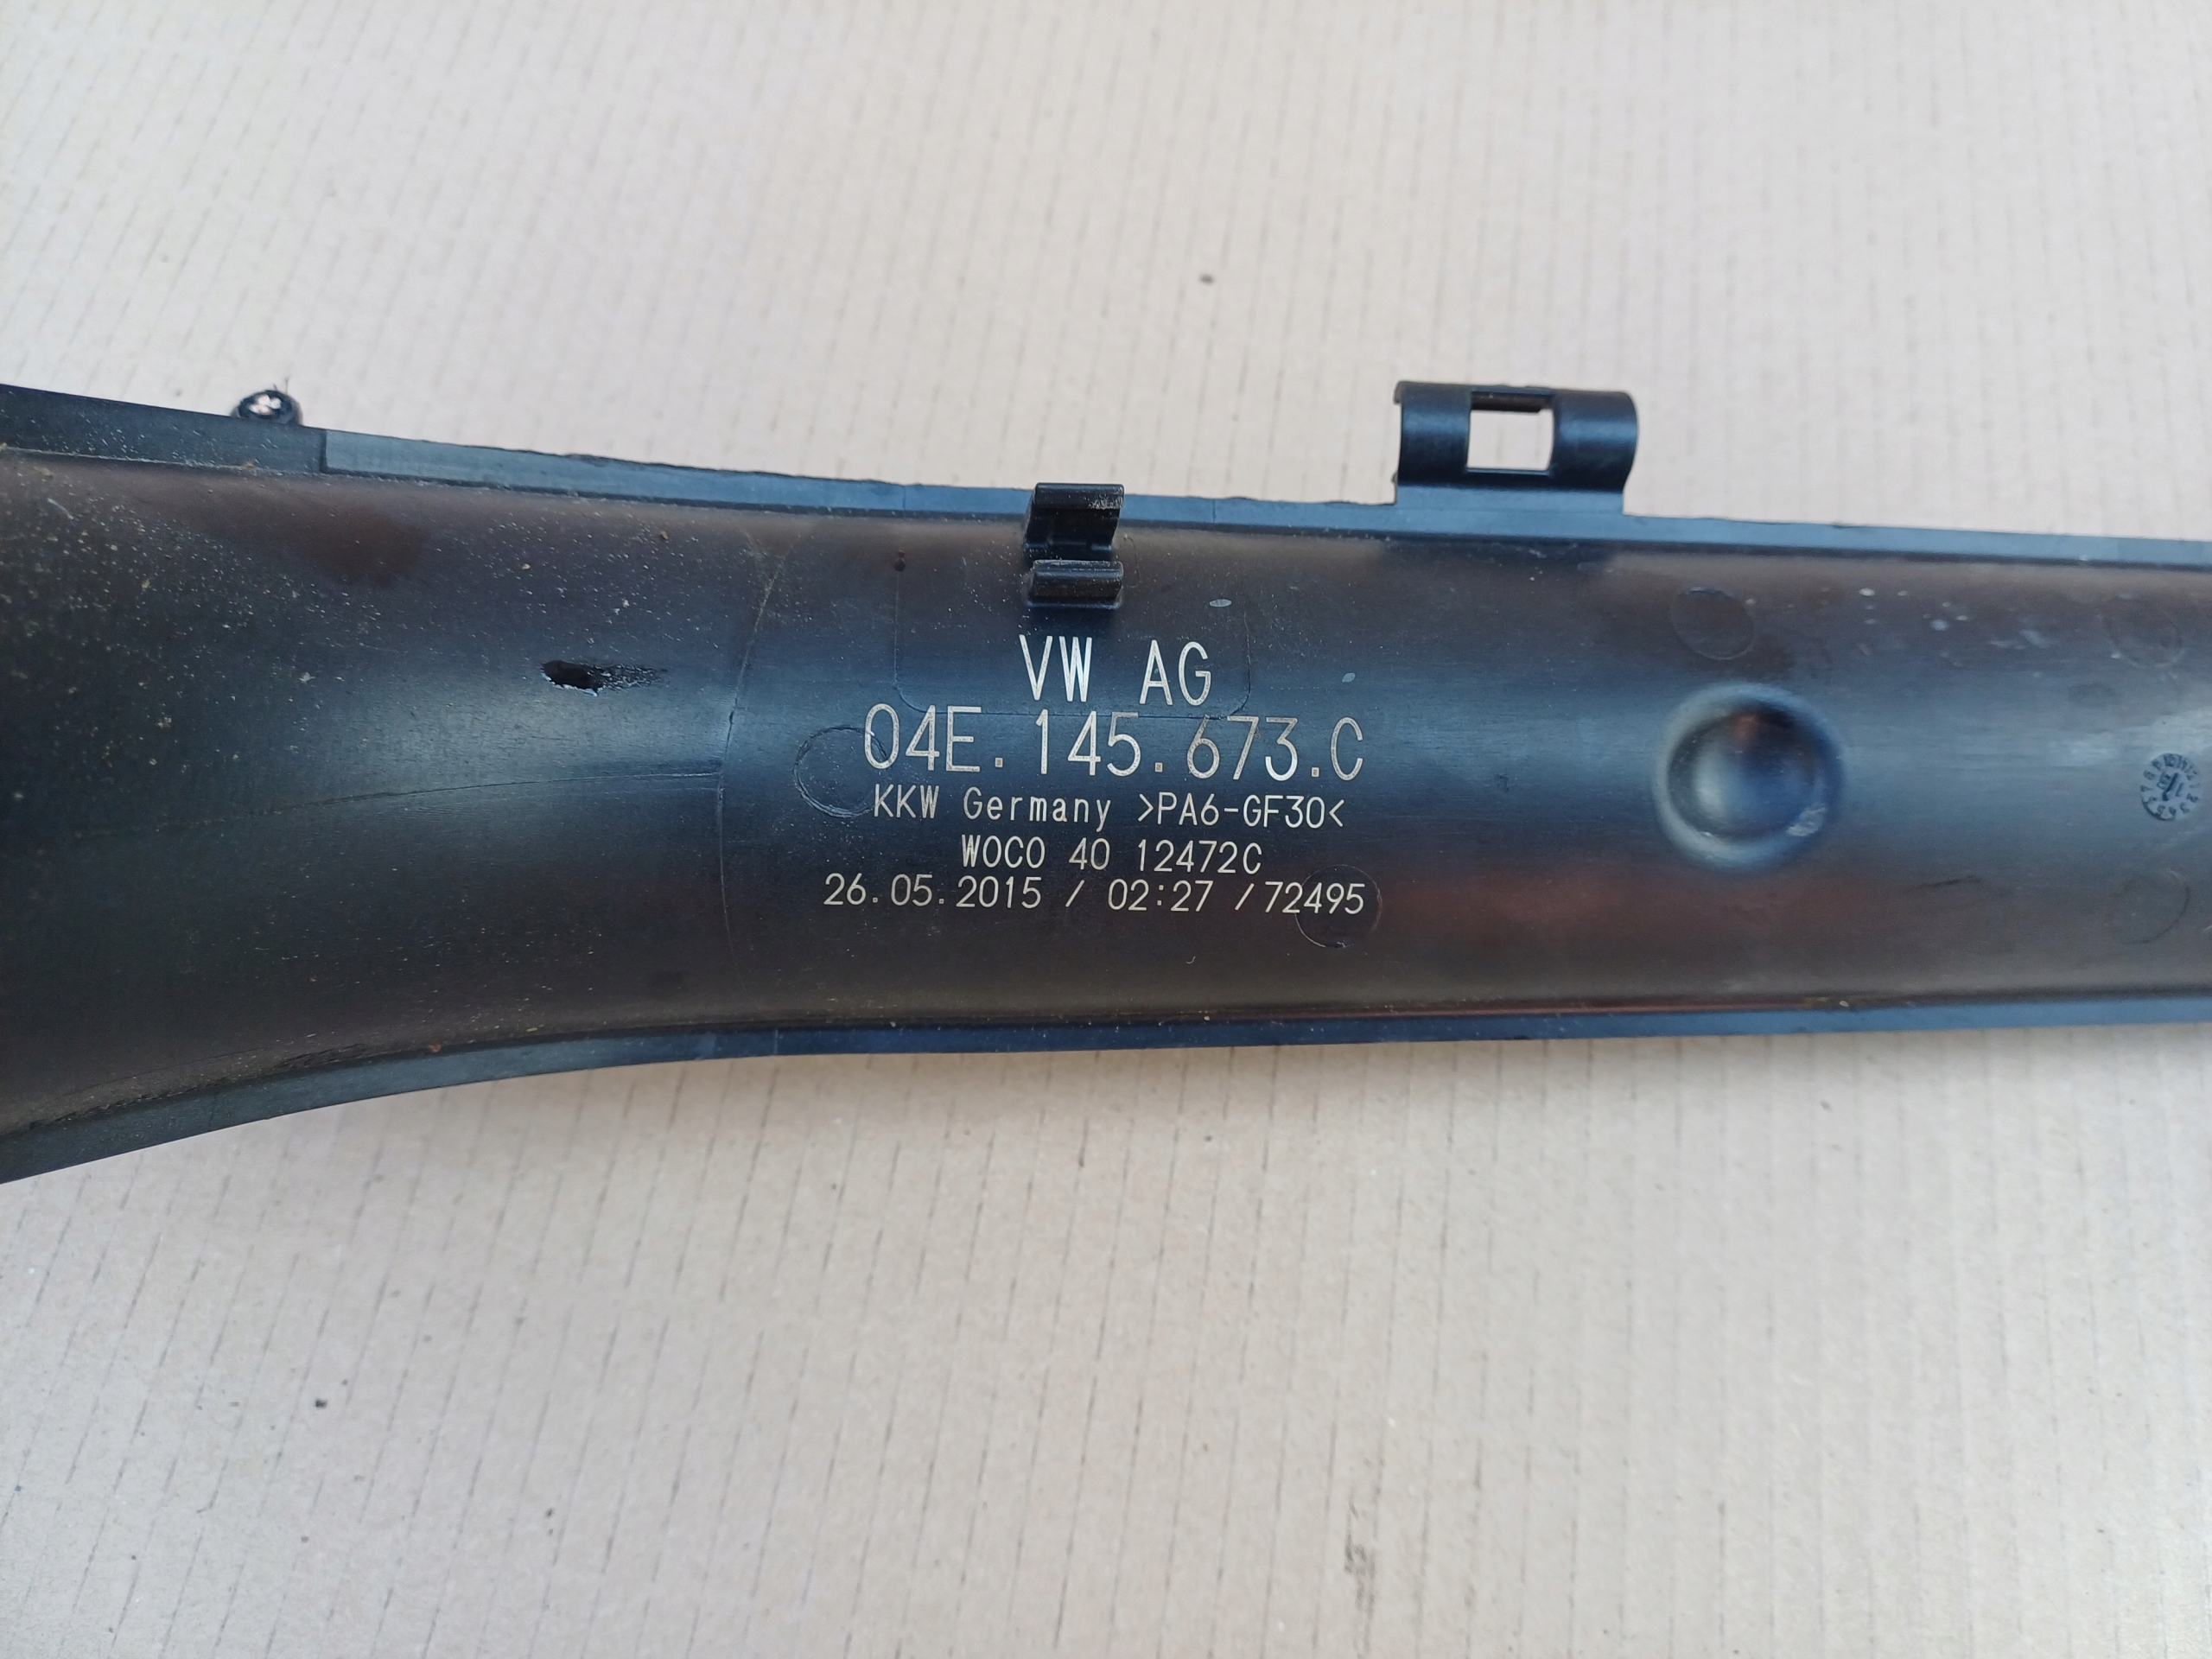 VW AG
04E.145.673.C
KKW Germany >PA6-GF30<
WOCO 40 12472C
26.05.2015 / 02:27 /72495